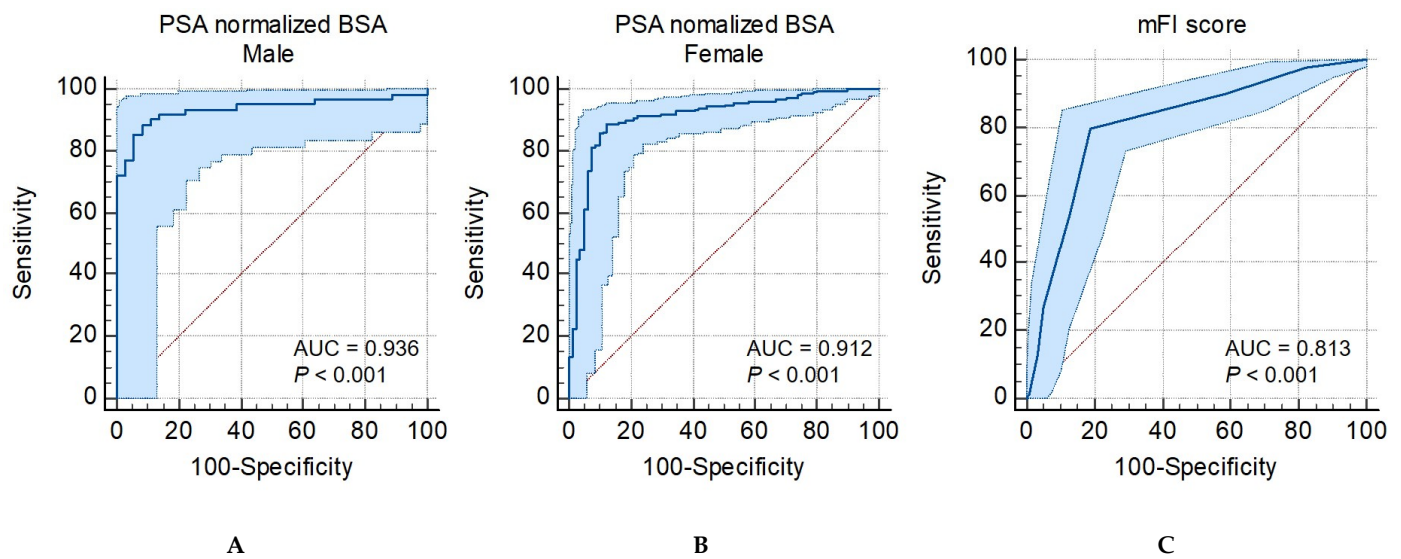 PSA normalized BSA
Male
100
80
60
40
20
0
Sensitivity
AUC = 0.936
P < 0.001
0 20 40 60 80 100
100-Specificity
A
PSA nomalized BSA
Female
100
80
60
40
20
0
Sensitivity
AUC = 0.912
P < 0.001
0 20 40 60 80 100
100-Specificity
B
mFI score
100
80
60
40
20
0
Sensitivity
AUC = 0.813
P < 0.001
0 20 40 60 80 100
100-Specificity
C